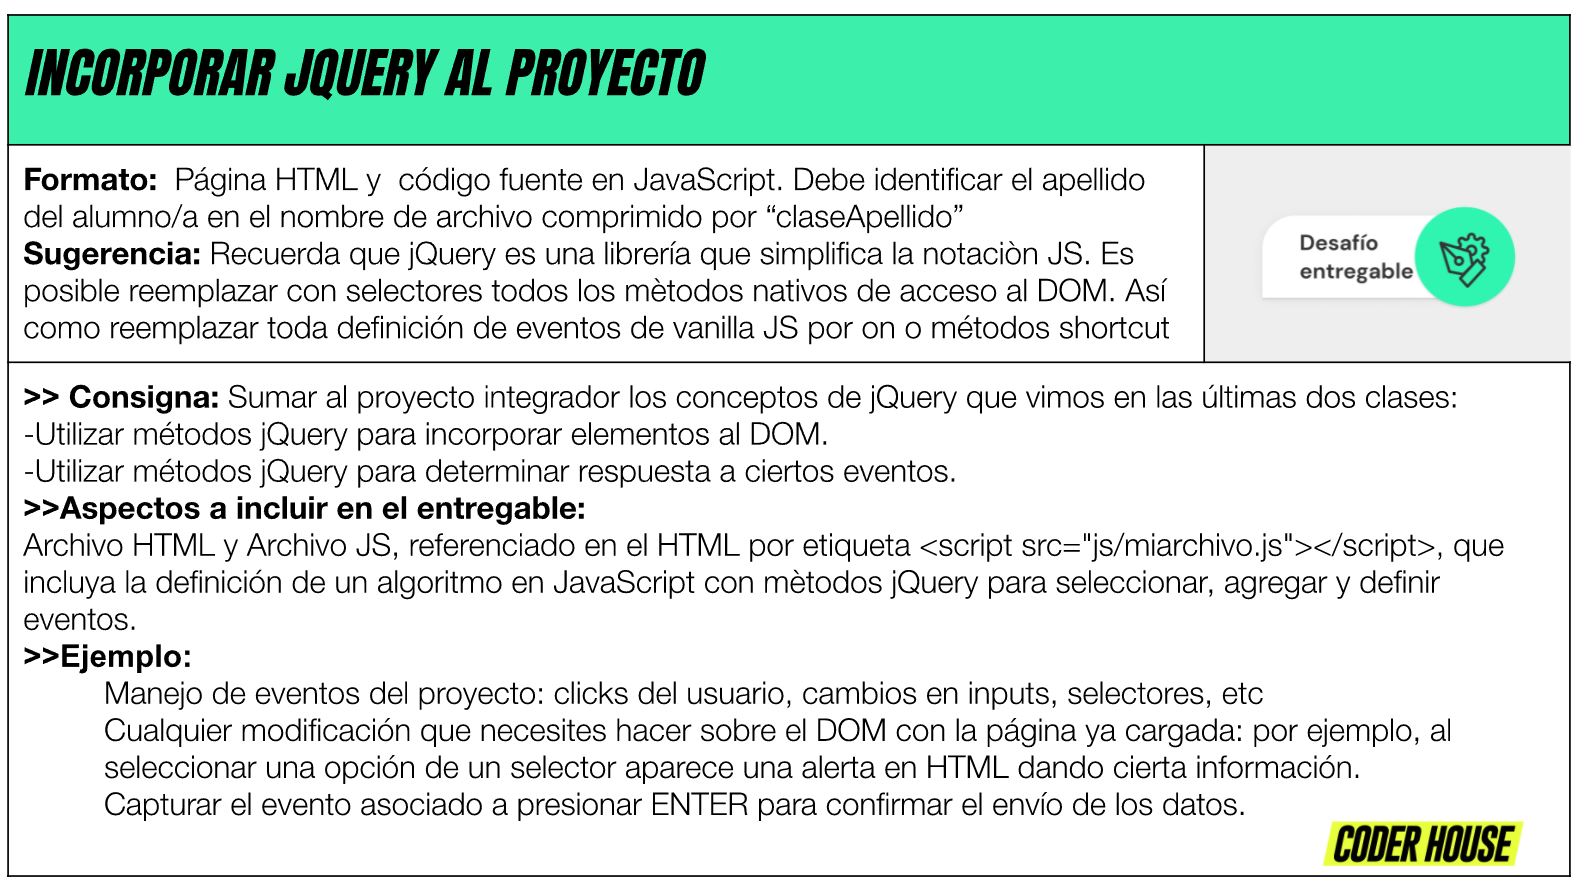 INCORPORAR JQUERY AL PROYECTO
Formato:  Página HTML y  código fuente en JavaScript. Debe identificar el apellido
del alumno/a en el nombre de archivo comprimido por “claseApellido”
Sugerencia: Recuerda que jQuery es una librería que simplifica la notaciòn JS. Es
posible reemplazar con selectores todos los mètodos nativos de acceso al DOM. Así
como reemplazar toda definición de eventos de vanilla JS por on o métodos shortcut
Desafío
entregable
>> Consigna: Sumar al proyecto integrador los conceptos de jQuery que vimos en las últimas dos clases:
-Utilizar métodos jQuery para incorporar elementos al DOM.
-Utilizar métodos jQuery para determinar respuesta a ciertos eventos.
>>Aspectos a incluir en el entregable:
Archivo HTML y Archivo JS, referenciado en el HTML por etiqueta <script src="js/miarchivo.js"></script>, que
incluya la definición de un algoritmo en JavaScript con mètodos jQuery para seleccionar, agregar y definir
eventos.
>>Ejemplo:
Manejo de eventos del proyecto: clicks del usuario, cambios en inputs, selectores, etc
Cualquier modificación que necesites hacer sobre el DOM con la página ya cargada: por ejemplo, al
seleccionar una opción de un selector aparece una alerta en HTML dando cierta información.
Capturar el evento asociado a presionar ENTER para confirmar el envío de los datos.
CODER HOUSE